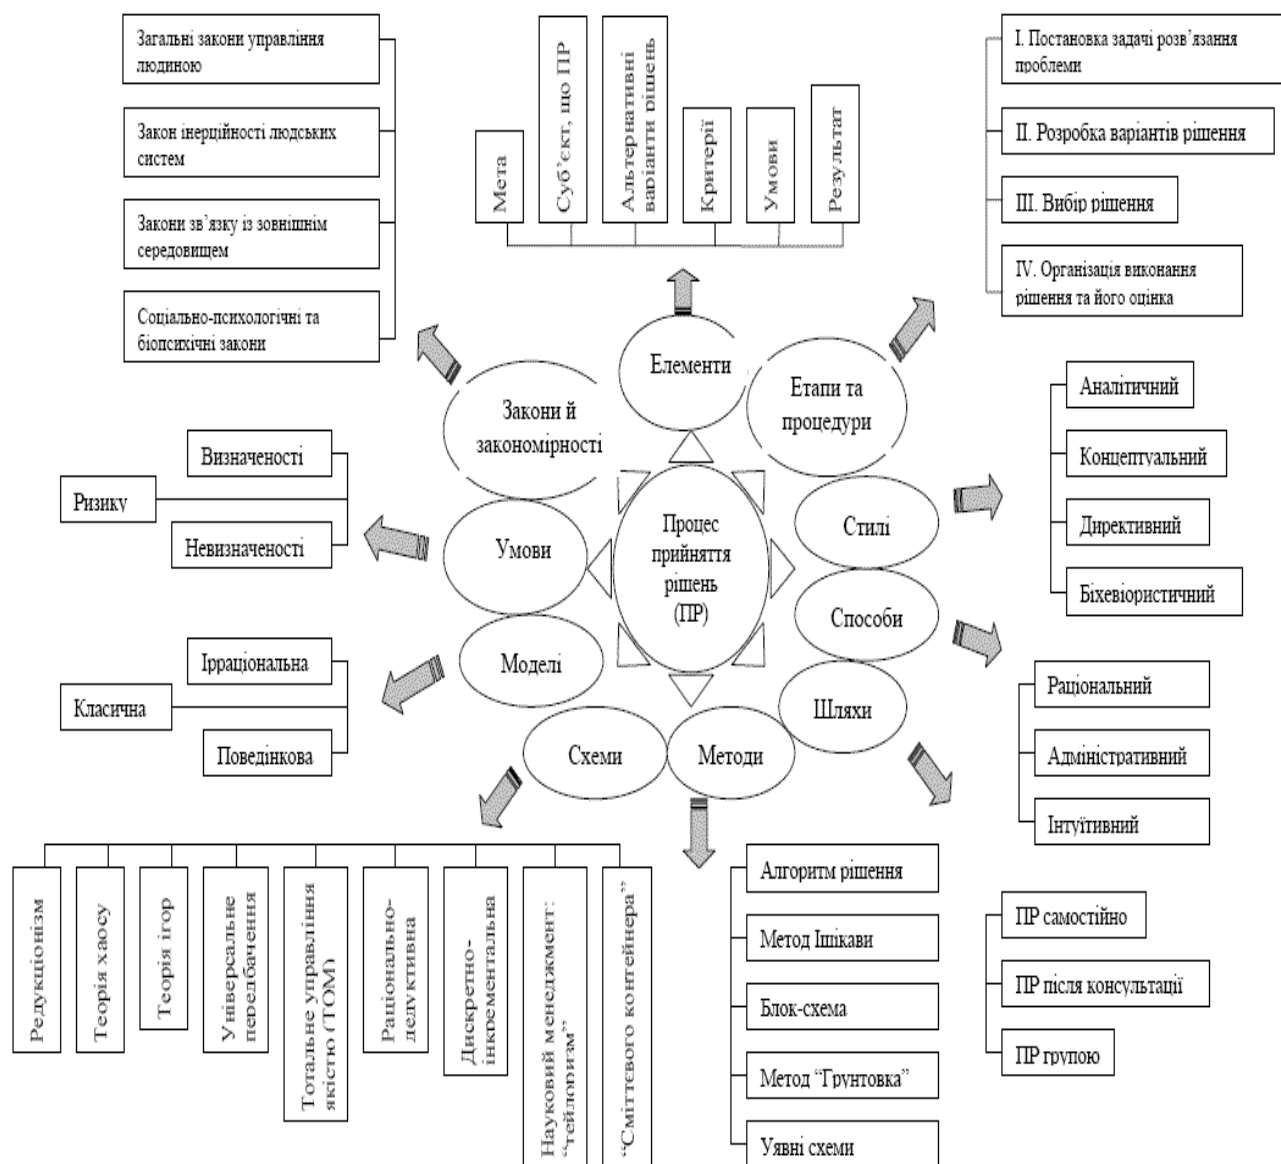 Загальні закони управління
людиною
Закон інерційності людських
систем
Закони зв’язку із зовнішнім
середовищем
Соціально-психологічні та
біопсихічні закони
Мета
Суб’єкт, що ПР
Альтернативні
варіанти рішень
Критерії
Умови
Результат
І. Постановка задачі розв’язання
проблеми
ІІ. Розробка варіантів рішення
ІІІ. Вибір рішення
IV. Організація виконання
рішення та його оцінка
Елементи
Етапи та
процедури
Закони й
закономірності
Аналітичний
Концептуальний
Директивний
Біхевіористичний
Визначеності
Ризику
Невизначеності
Умови
Процес
прийняття
рішень
(ПР)
Стилі
Способи
Моделі
Шляхи
Схеми
Методи
Ірраціональна
Класична
Поведінкова
Раціональний
Адміністративний
Інтуїтивний
Редукціонізм
Теорія хаосу
Теорія ігор
Універсальне
передбачення
Тотальне управління
якістю (ТОМ)
Раціонально-
дедуктивна
Дискретно-
інкрементальна
Науковий менеджмент:
“тейлоризм”
“Сміттєвого контейнера”
Алгоритм рішення
Метод Ішікави
Блок-схема
Метод “Грунтовка”
Уявні схеми
ПР самостійно
ПР після консультації
ПР групою